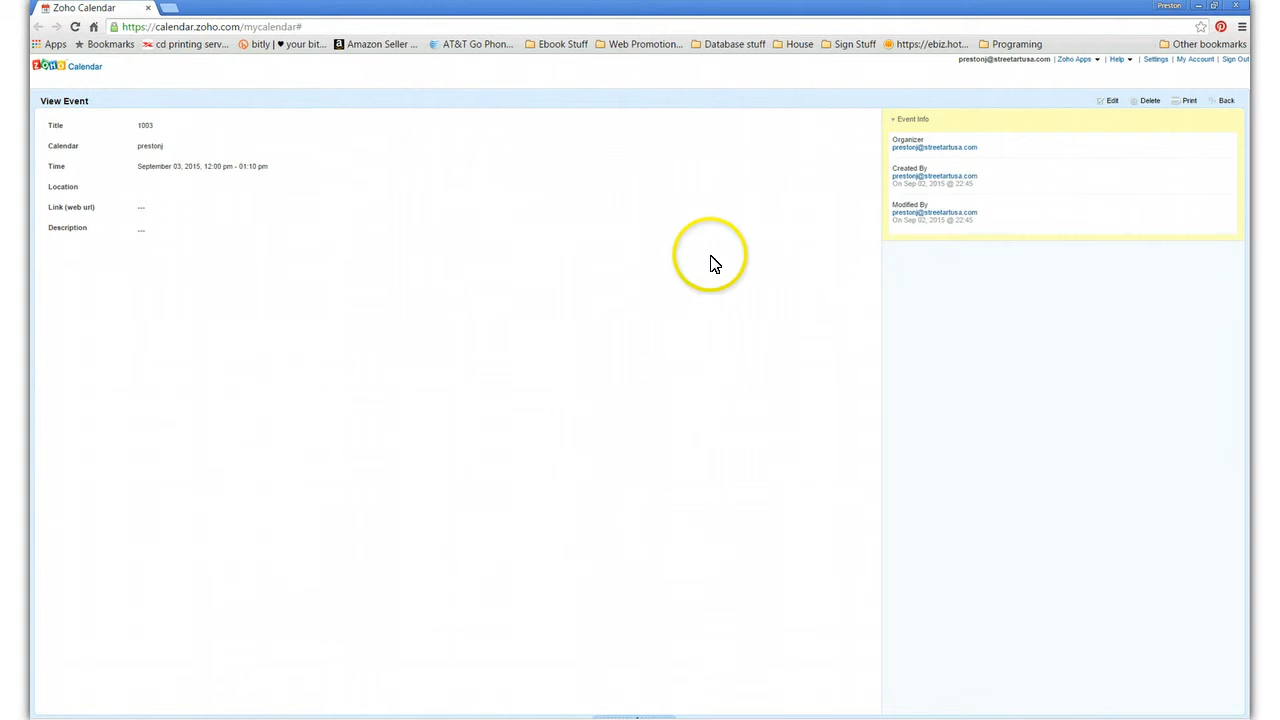 Zoho Calendar
Preston
https://calendar.zoho.com/mycalendar#
Apps Bookmarks cd printing serv... bitly | ♥ your bit... Amazon Seller ... AT&T Go Phon... Ebook Stuff Web Promotion... Database stuff House Sign Stuff https://ebiz.hot... Programing Other bookmarks
ZOHO Calendar
prestonj@streetartusa.com | Zoho Apps | Help | Settings | My Account | Sign Out
View Event
Edit Delete Print Back
Title 1003
Calendar prestonj
Time September 03, 2015, 12:00 pm - 01:10 pm
Location
Link (web url) ---
Description ---
Event Info
Organizer
prestonj@streetartusa.com
Created By
prestonj@streetartusa.com
On Sep 02, 2015 @ 22:45
Modified By
prestonj@streetartusa.com
On Sep 02, 2015 @ 22:45